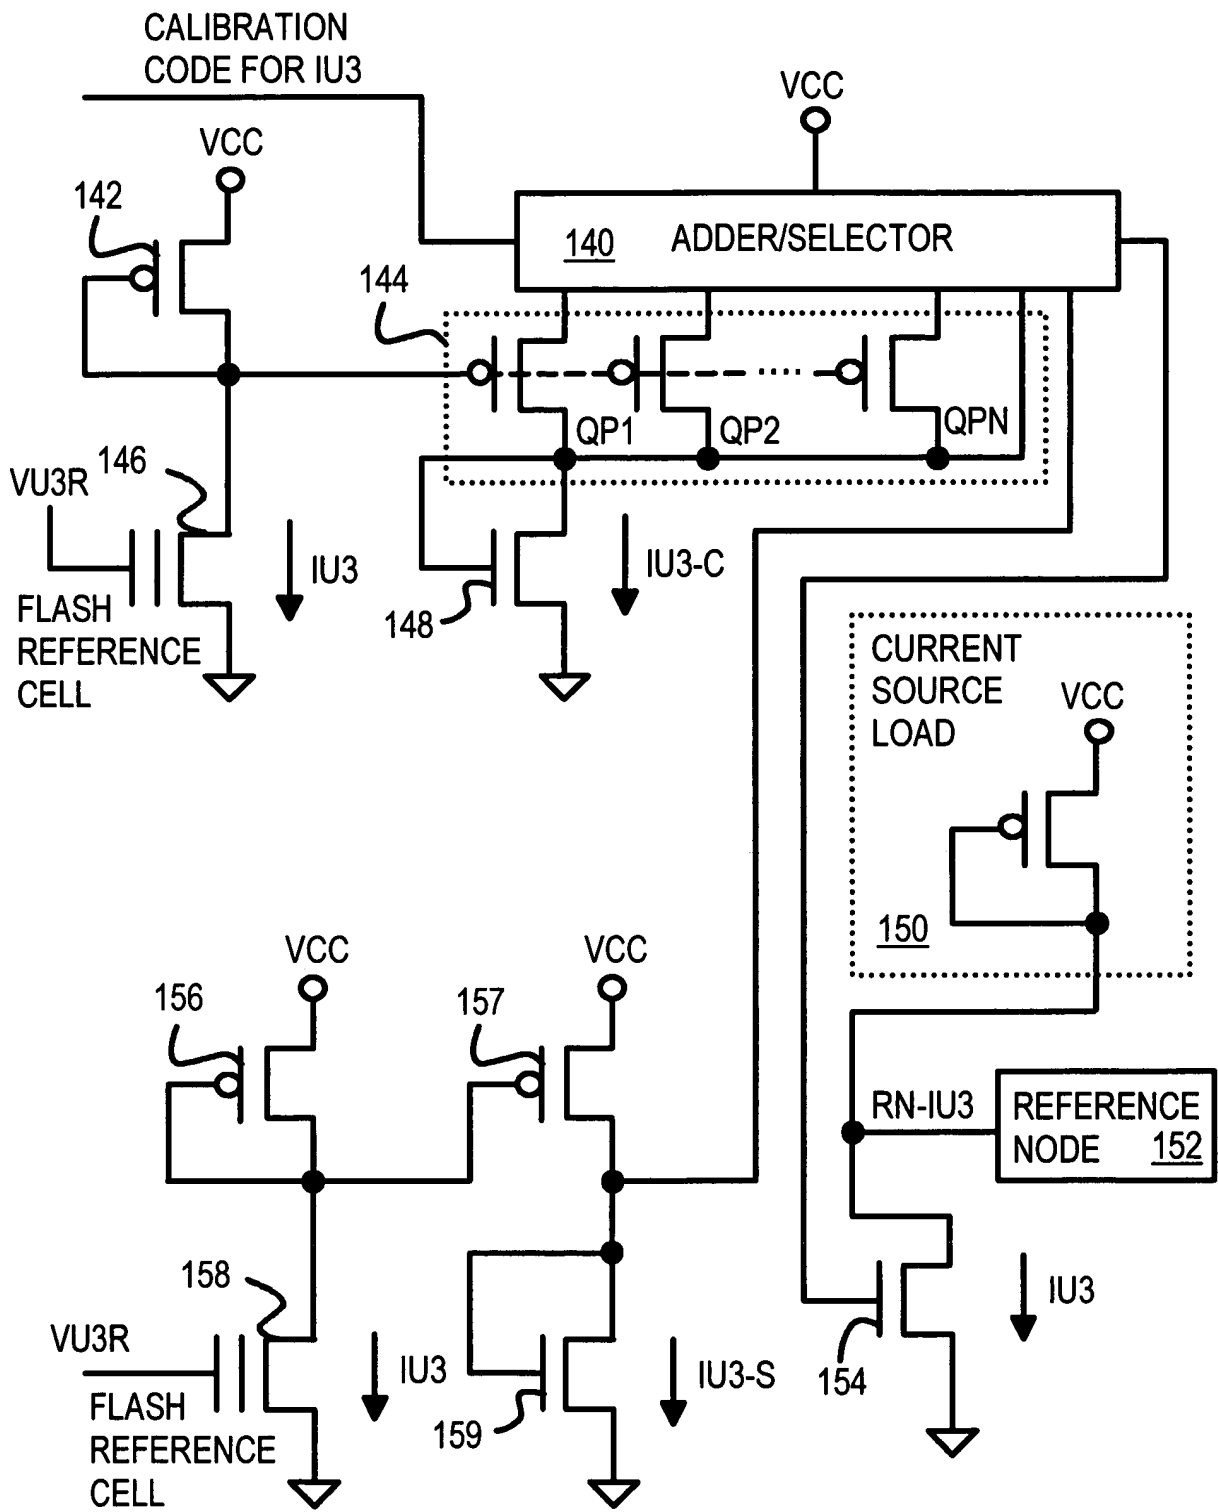 CALIBRATION
CODE FOR IU3
VCC
VCC
142
140 ADDER/SELECTOR
144
QP1 QP2 QPN
....
146
VU3R
IU3
IU3-C
148
FLASH
REFERENCE
CELL
CURRENT
SOURCE
LOAD
VCC
150
VCC
VCC
156
157
RN-IU3
REFERENCE
NODE 152
158
VU3R
IU3
159
IU3-S
154
IU3
FLASH
REFERENCE
CELL